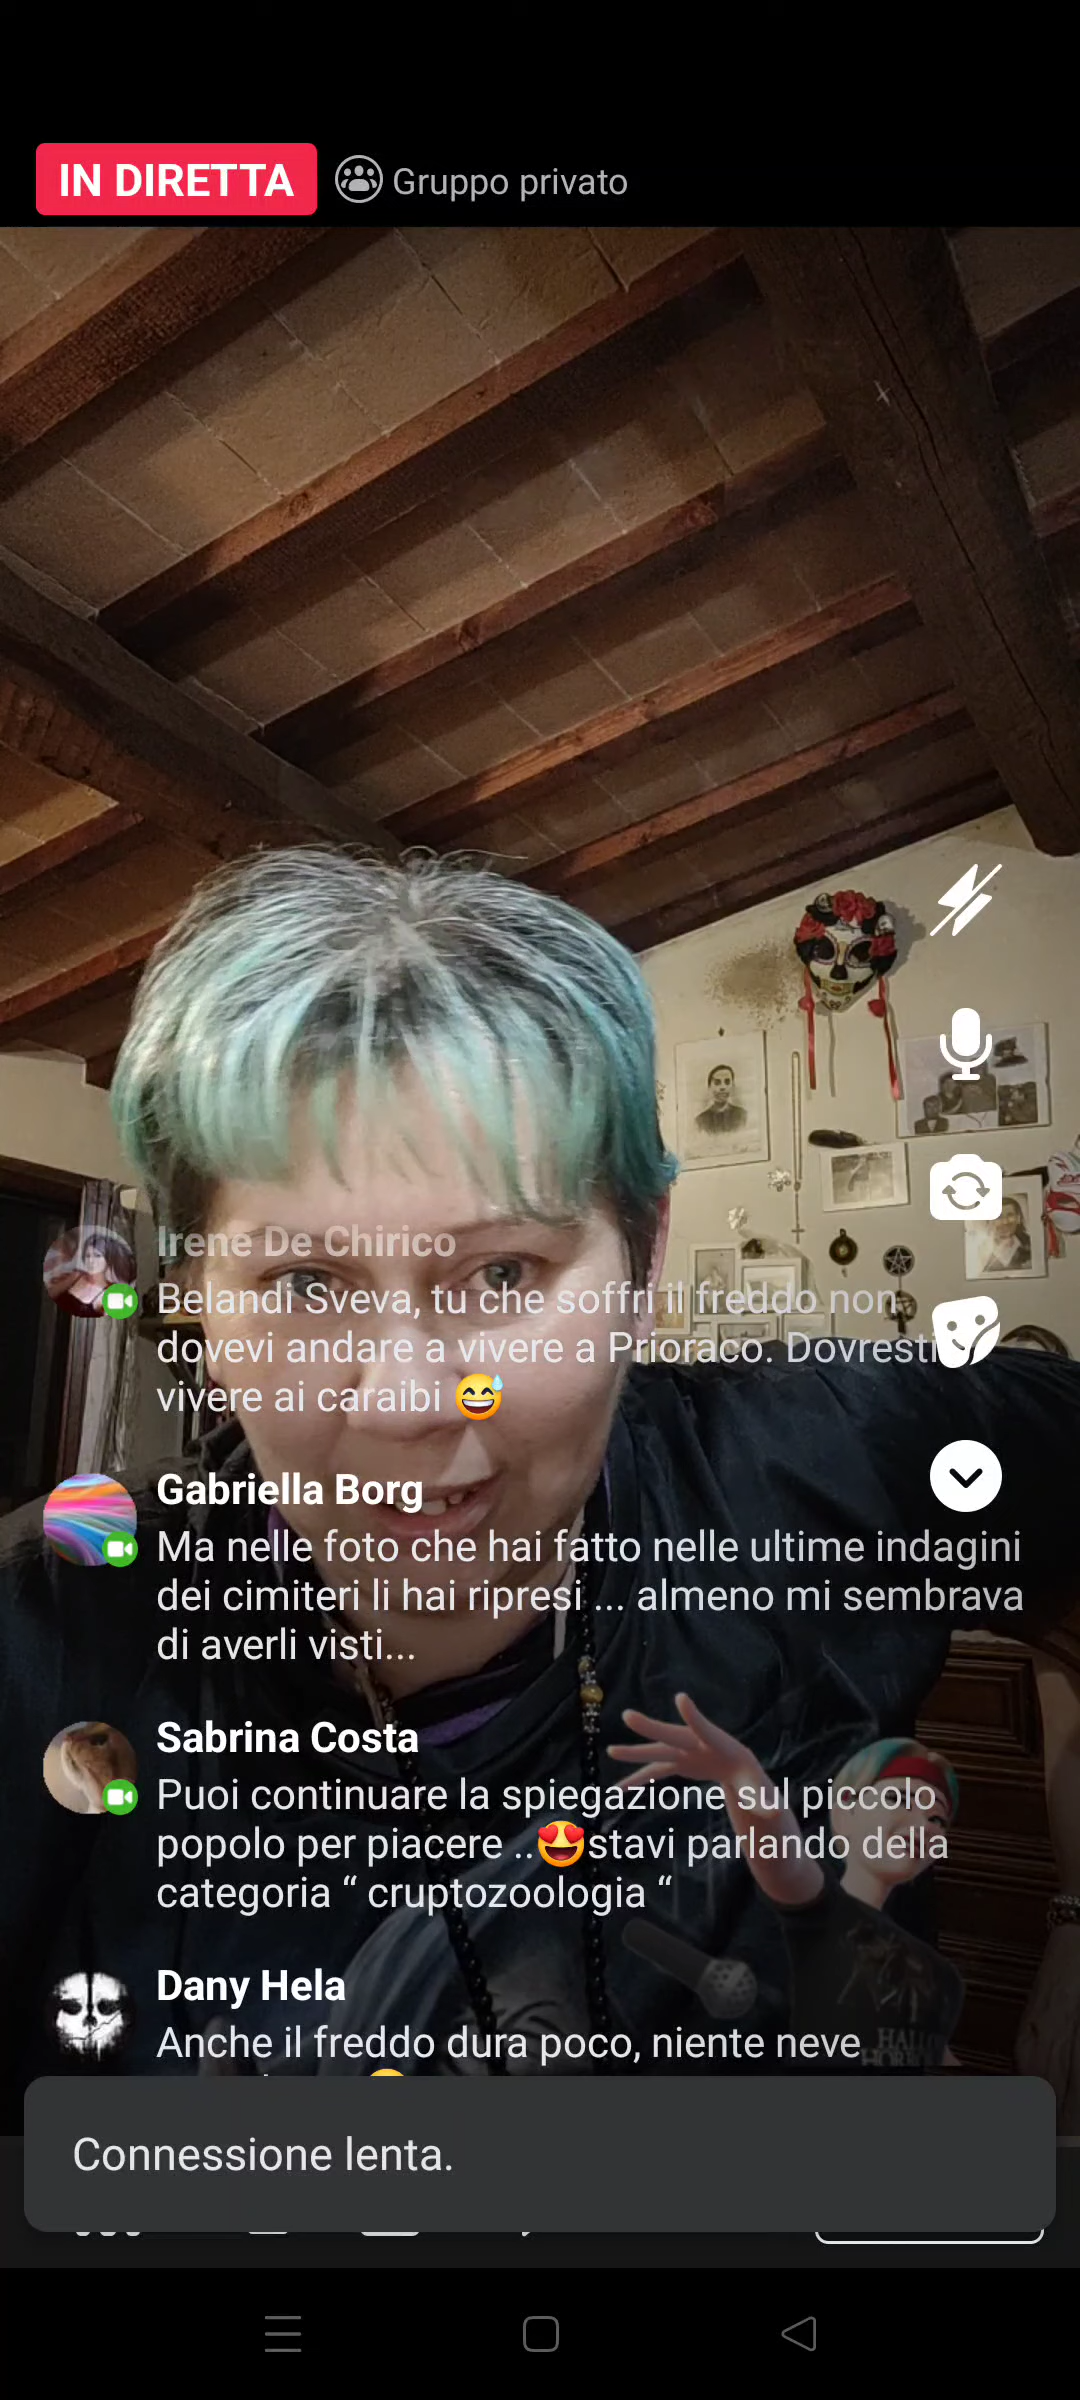 IN DIRETTA
Gruppo privato
Irene De Chirico
Belandi Sveva, tu che soffri il freddo non
dovevi andare a vivere a Prioraco. Dovresti
vivere ai caraibi 😅
Gabriella Borg
Ma nelle foto che hai fatto nelle ultime indagini
dei cimiteri li hai ripresi ... almeno mi sembrava
di averli visti...
Sabrina Costa
Puoi continuare la spiegazione sul piccolo
popolo per piacere ..😍stavi parlando della
categoria “ cruptozoologia “
Dany Hela
Anche il freddo dura poco, niente neve
Connessione lenta.